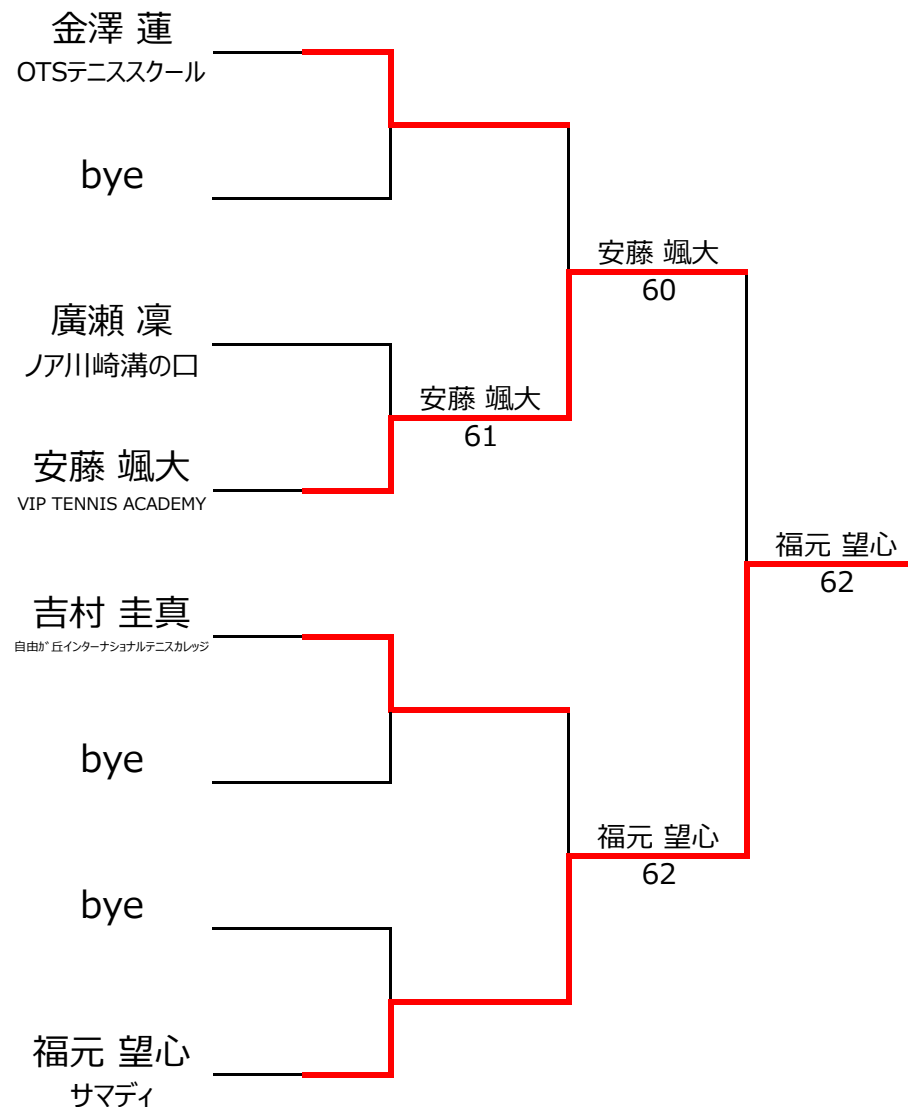 金澤 蓮
OTSテニススクール
bye
廣瀬 凜
ノア川崎溝の口
安藤 颯大
VIP TENNIS ACADEMY
吉村 圭真
自由が丘インターナショナルテニスカレッジ
bye
bye
福元 望心
サマディ
安藤 颯大
61
安藤 颯大
60
福元 望心
62
福元 望心
62